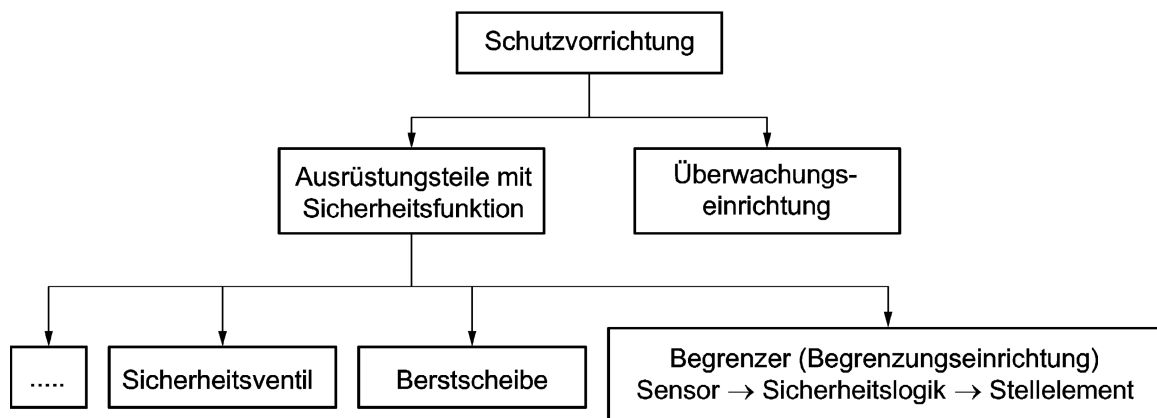 Schutzvorrichtung
Ausrüstungsteile mit
Sicherheitsfunktion
Überwachungs-
einrichtung
.....
Sicherheitsventil
Berstscheibe
Begrenzer (Begrenzungseinrichtung)
Sensor → Sicherheitslogik → Stellelement